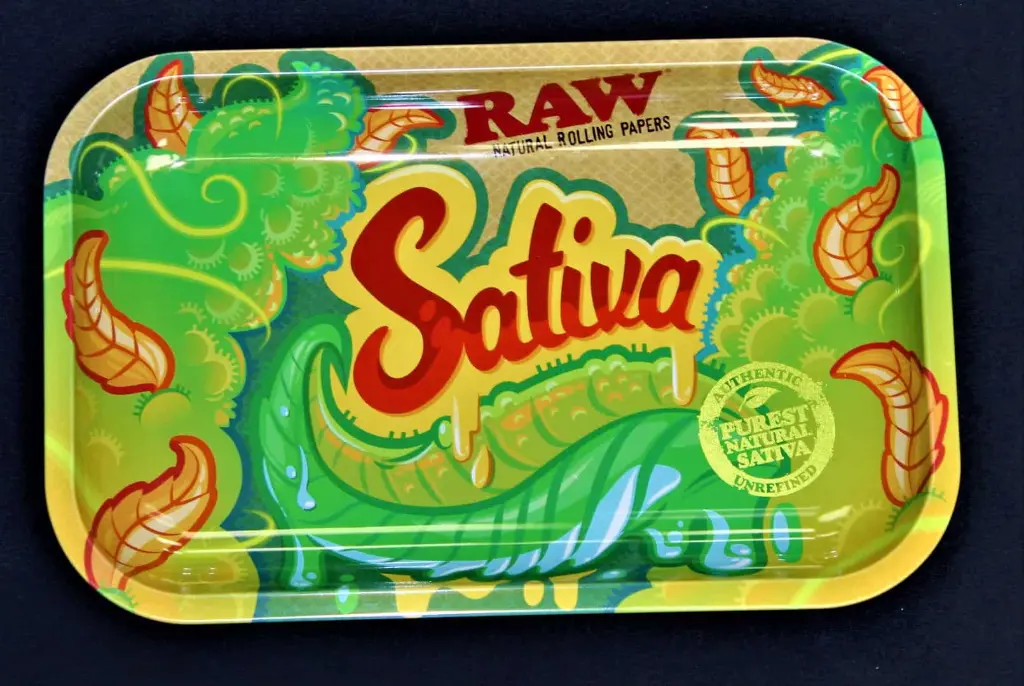 RAW
NATURAL ROLLING PAPERS
Sativa
AUTHENTIC
PUREST
NATURAL
SATIVA
UNREFINED